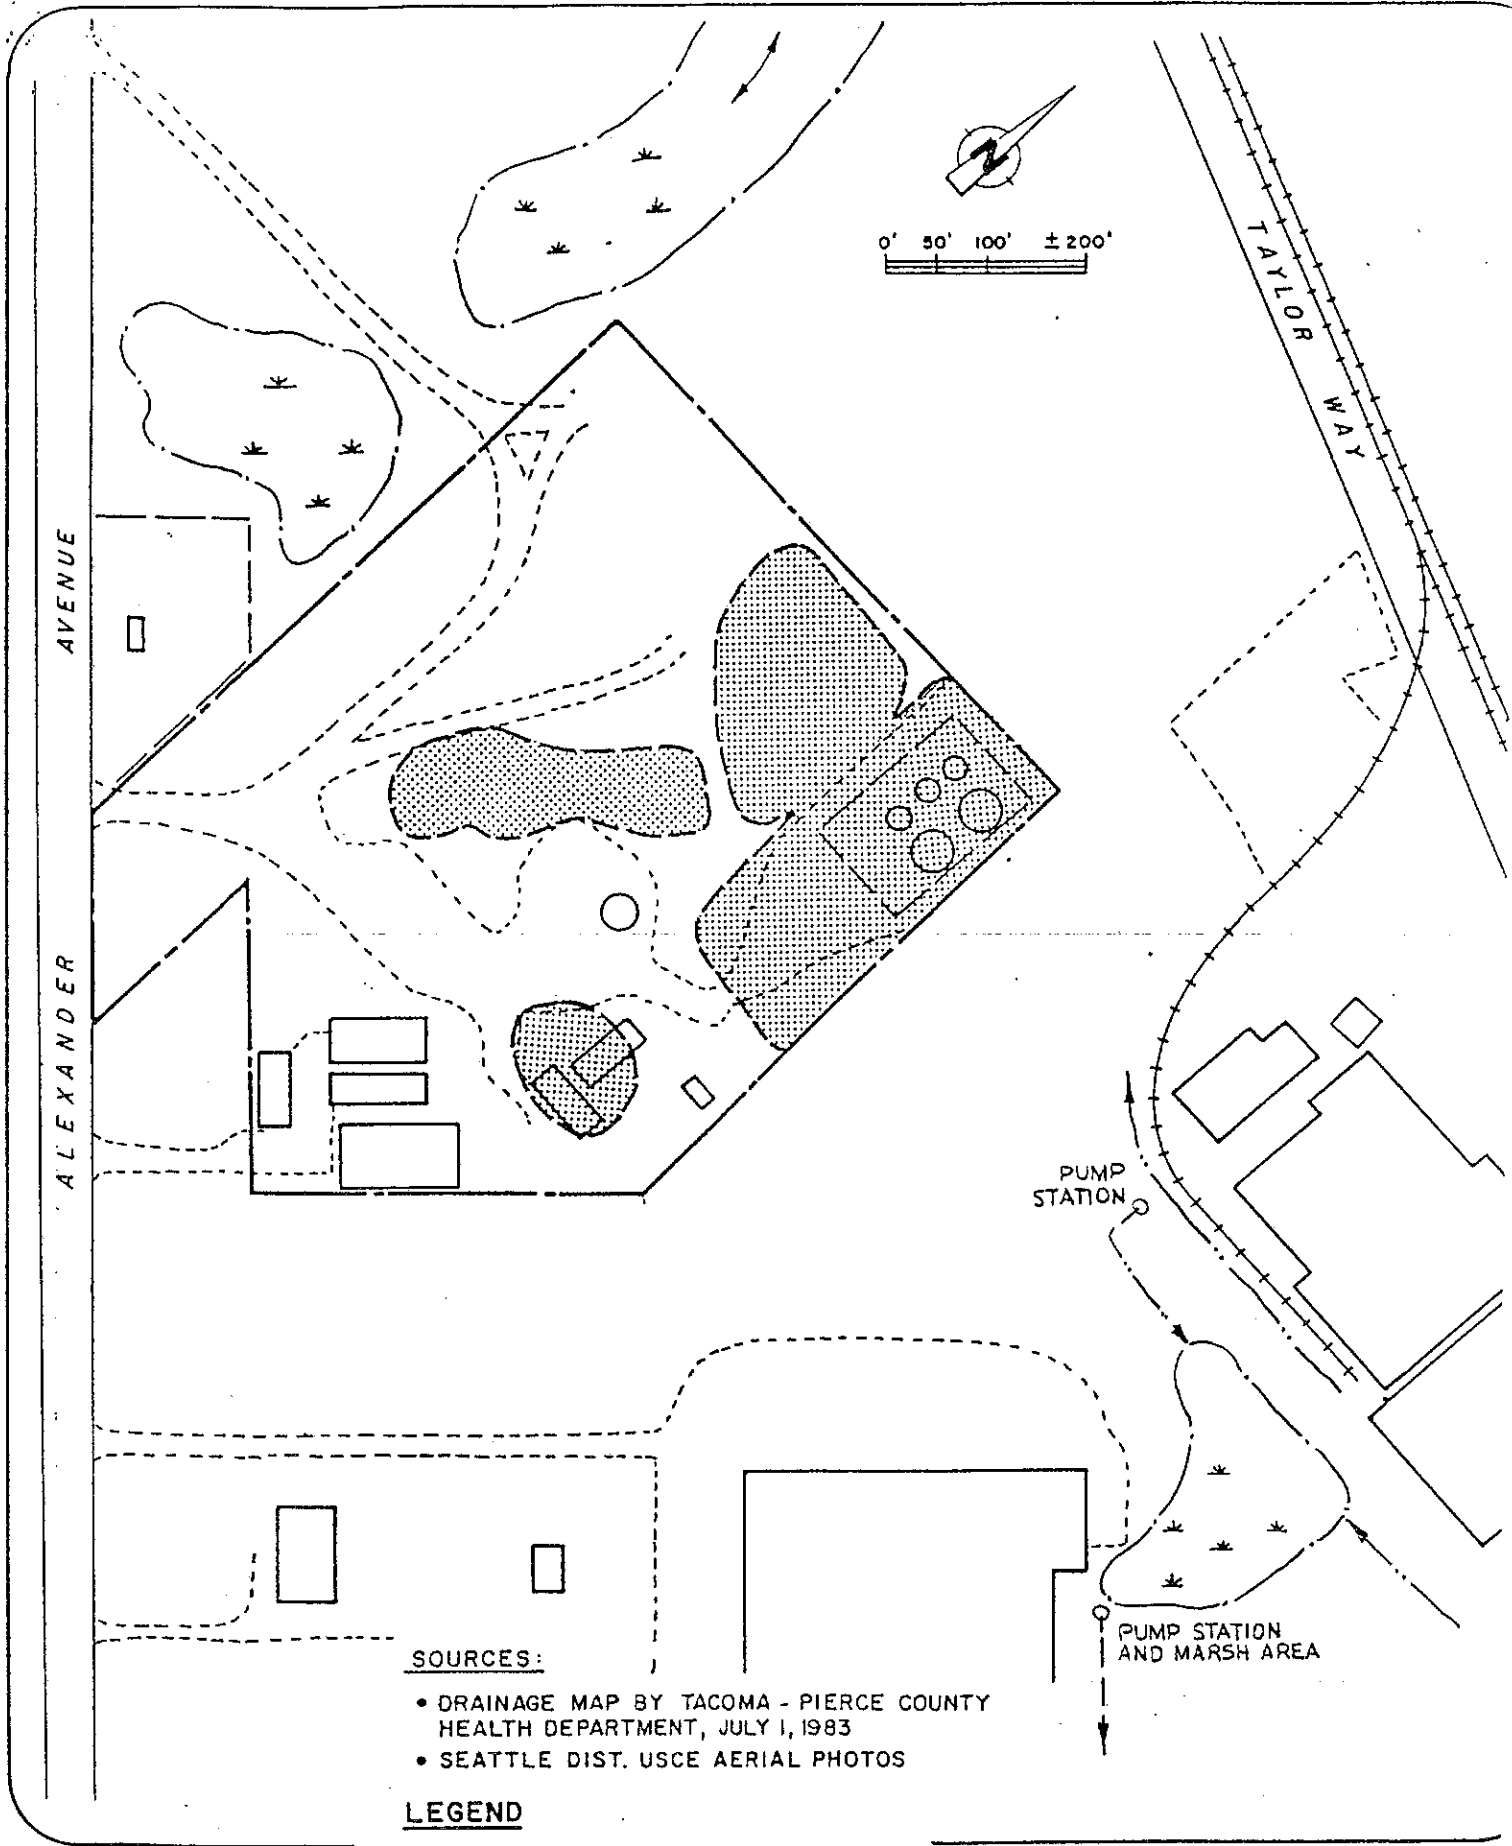 N
0' 50' 100' ± 200'
TAYLOR WAY
ALEXANDER AVENUE
PUMP
STATION
PUMP STATION
AND MARSH AREA
SOURCES:
• DRAINAGE MAP BY TACOMA - PIERCE COUNTY
HEALTH DEPARTMENT, JULY 1, 1983
• SEATTLE DIST. USCE AERIAL PHOTOS
LEGEND